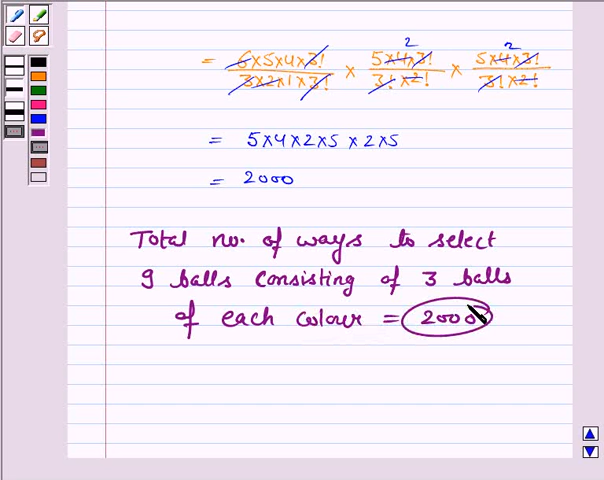 2 2
= 6×5×4×3!/3×2×1×3! × 5×4×3!/3!×2! × 5×4×3!/3!×2!
= 5×4×2×5×2×5
= 2000
Total no. of ways to select
9 balls consisting of 3 balls
of each colour = 2000